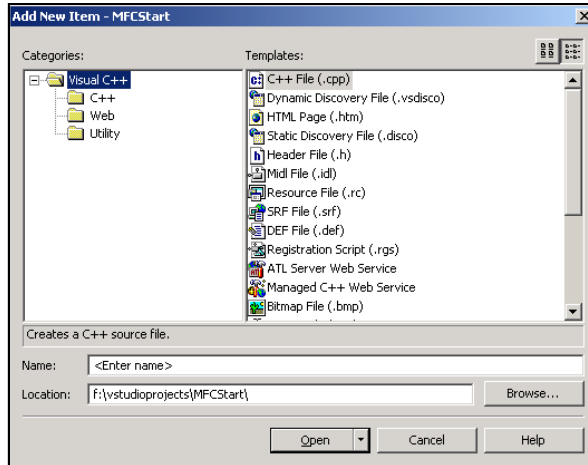 Add New Item - MFCStart
Categories:
Templates:
Visual C++
C++
Web
Utility
C++ File (.cpp)
Dynamic Discovery File (.vsdisco)
HTML Page (.htm)
Static Discovery File (.disco)
Header File (.h)
Midl File (.idl)
Resource File (.rc)
SRF File (.srf)
DEF File (.def)
Registration Script (.rgs)
ATL Server Web Service
Managed C++ Web Service
Bitmap File (.bmp)
Creates a C++ source file.
Name: <Enter name>
Location: f:\vstudioprojects\MFCStart\ Browse...
Open Cancel Help